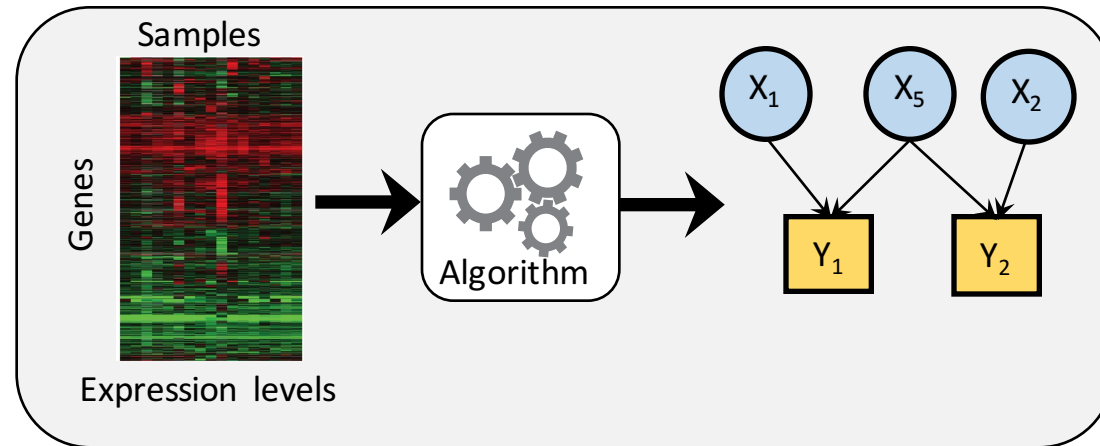 Samples
Genes
Expression levels
Algorithm
X₁
X₅
X₂
Y₁
Y₂